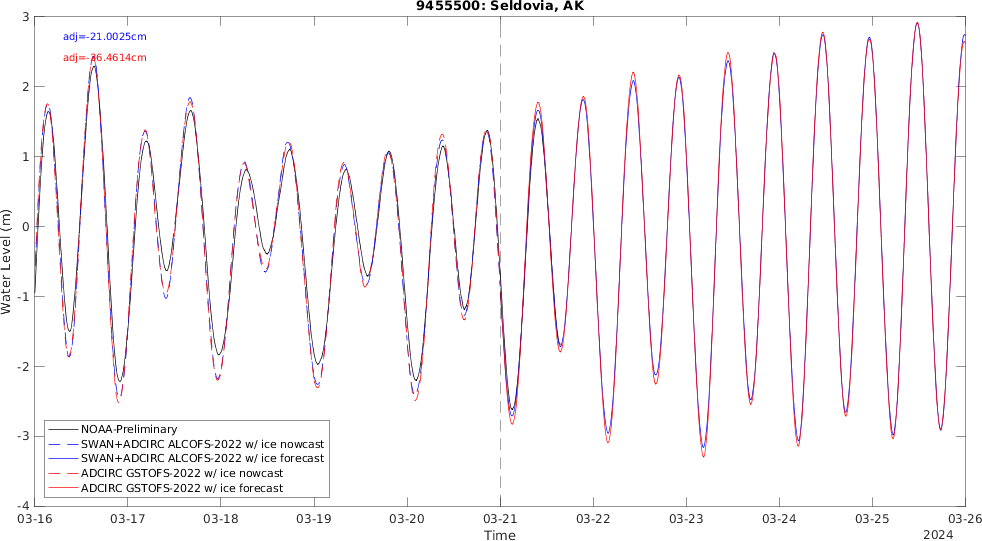 9455500: Seldovia, AK
adj=-21.0025cm
adj=-36.4614cm
3
2
1
0
-1
-2
-3
-4
Water Level (m)
NOAA-Preliminary
SWAN+ADCIRC ALCOFS-2022 w/ ice nowcast
SWAN+ADCIRC ALCOFS-2022 w/ ice forecast
ADCIRC GSTOFS-2022 w/ ice nowcast
ADCIRC GSTOFS-2022 w/ ice forecast
03-16 03-17 03-18 03-19 03-20 03-21 03-22 03-23 03-24 03-25 03-26
Time
2024